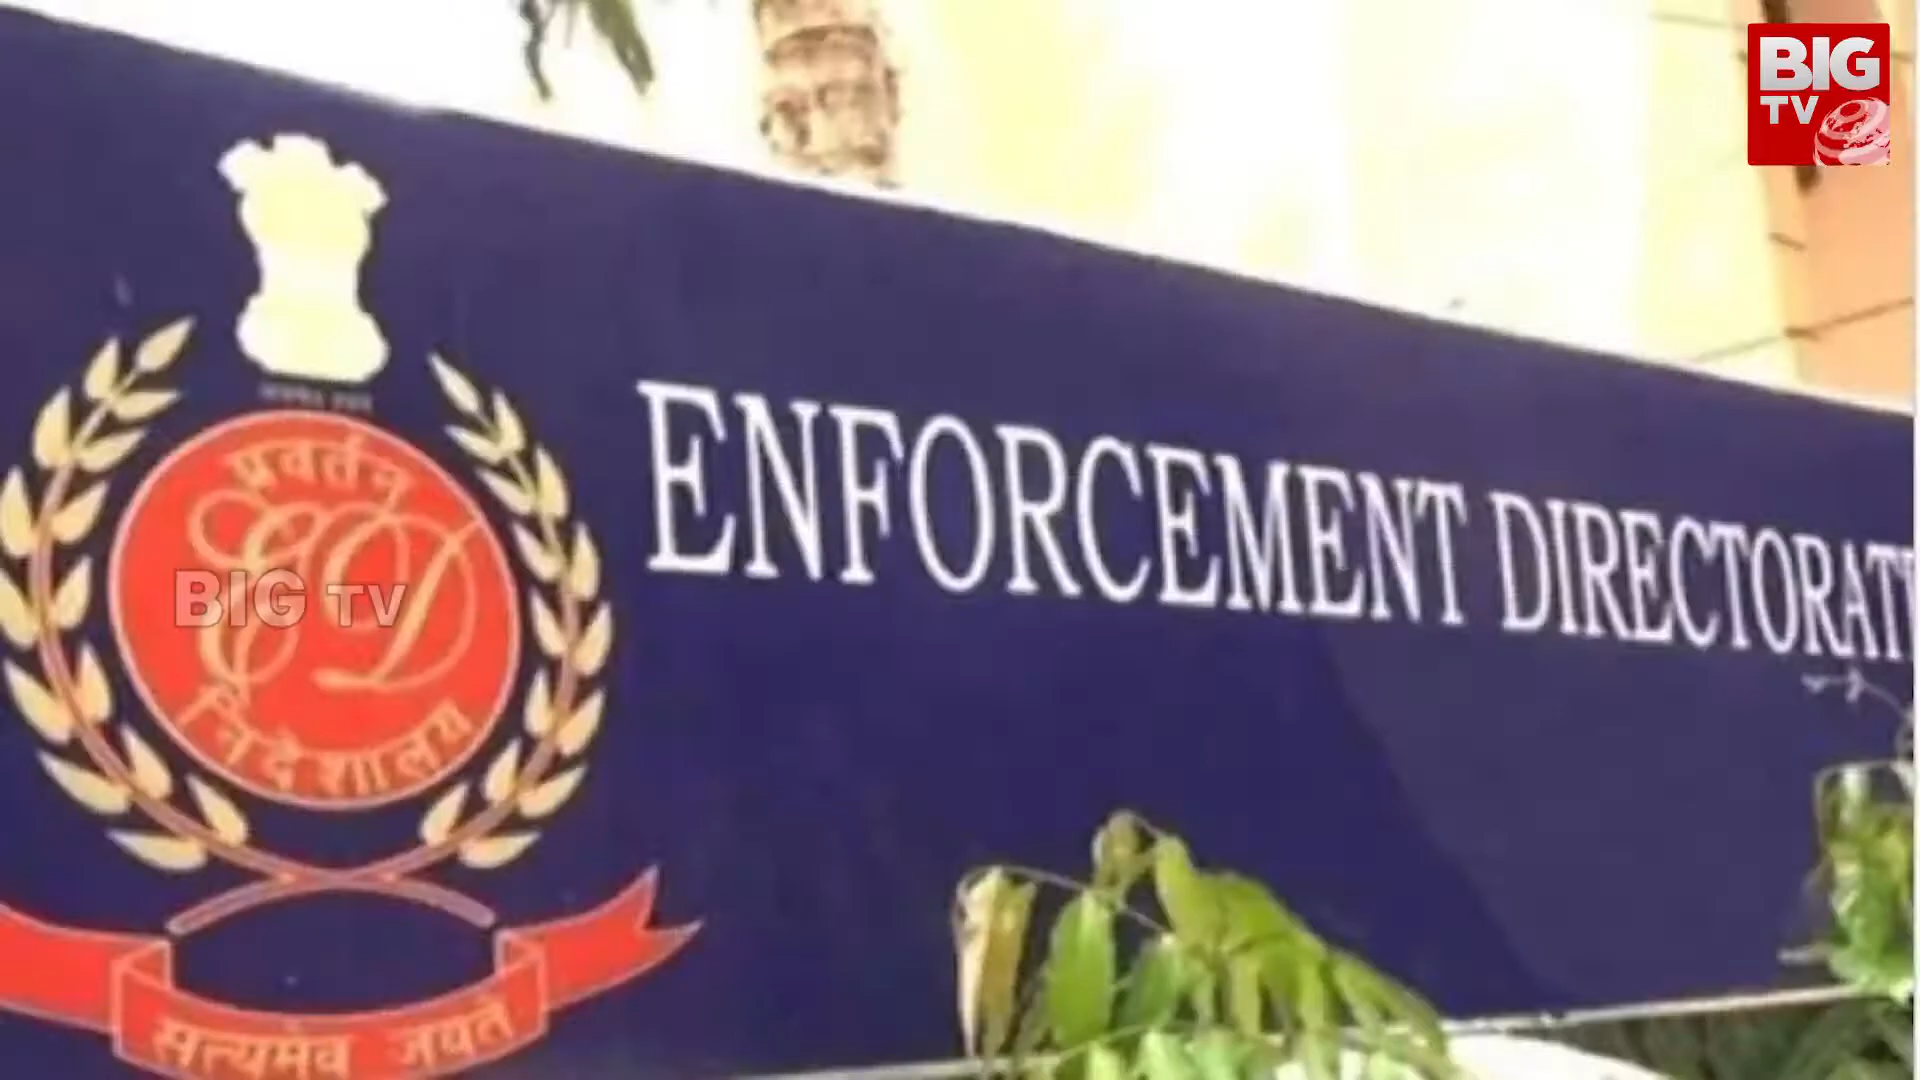 BIG
TV
प्रवर्तन
ED
निदेशालय
BIG TV
सत्यमेव जयते
ENFORCEMENT DIRECTORATE